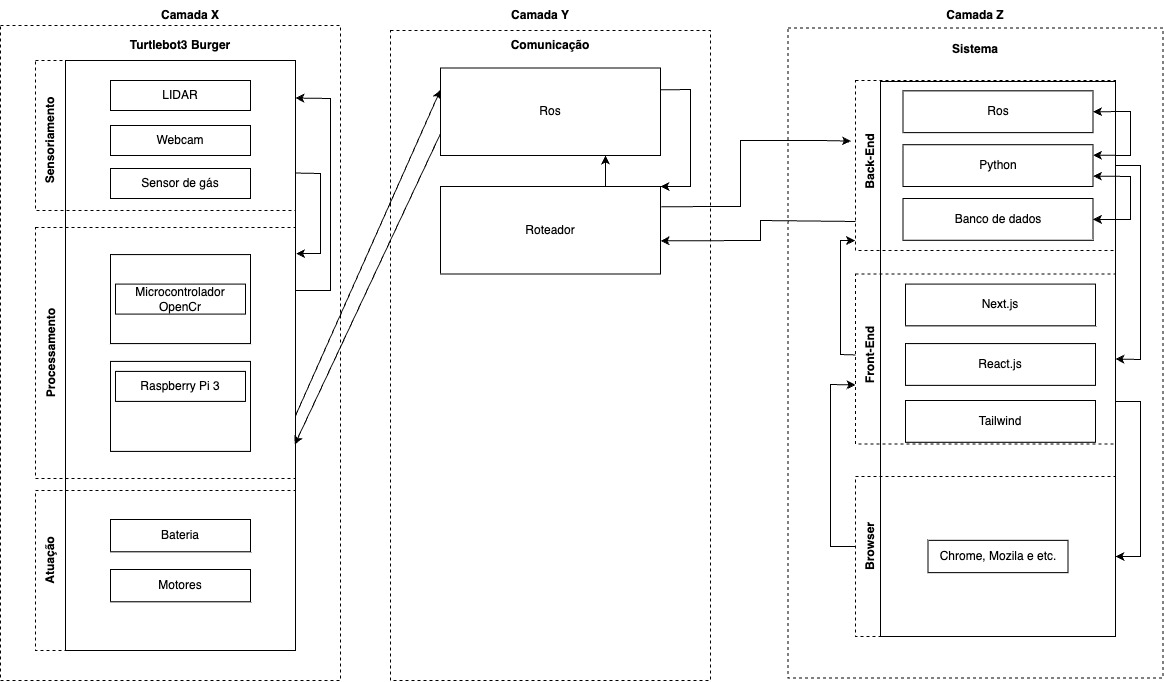 Camada X
Turtlebot3 Burger
Sensoriamento
LIDAR
Webcam
Sensor de gás
Processamento
Microcontrolador
OpenCr
Raspberry Pi 3
Atuação
Bateria
Motores
Camada Y
Comunicação
Ros
Roteador
Camada Z
Sistema
Back-End
Ros
Python
Banco de dados
Front-End
Next.js
React.js
Tailwind
Browser
Chrome, Mozila e etc.